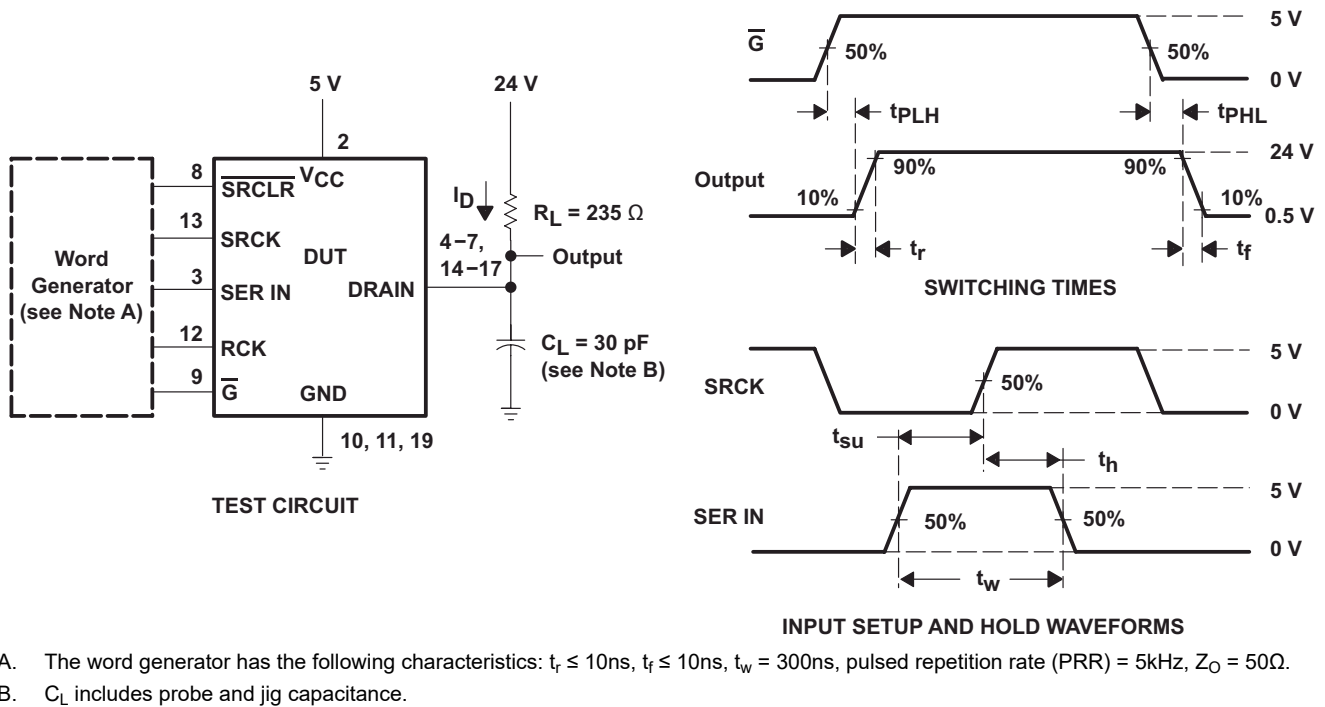 5 V
24 V
2
8
SRCLR
VCC
13
SRCK
DUT
3
SER IN
DRAIN
12
RCK
9
G
GND
10, 11, 19
Word
Generator
(see Note A)
ID
RL = 235 Ω
4−7,
14−17
Output
CL = 30 pF
(see Note B)
TEST CIRCUIT
G
50%
50%
5 V
0 V
tPLH
tPHL
Output
10%
90%
90%
10%
24 V
0.5 V
tr
tf
SWITCHING TIMES
SRCK
50%
5 V
0 V
tsu
th
SER IN
50%
50%
5 V
0 V
tw
INPUT SETUP AND HOLD WAVEFORMS
A. The word generator has the following characteristics: tr ≤ 10ns, tf ≤ 10ns, tw = 300ns, pulsed repetition rate (PRR) = 5kHz, ZO = 50Ω.
B. CL includes probe and jig capacitance.